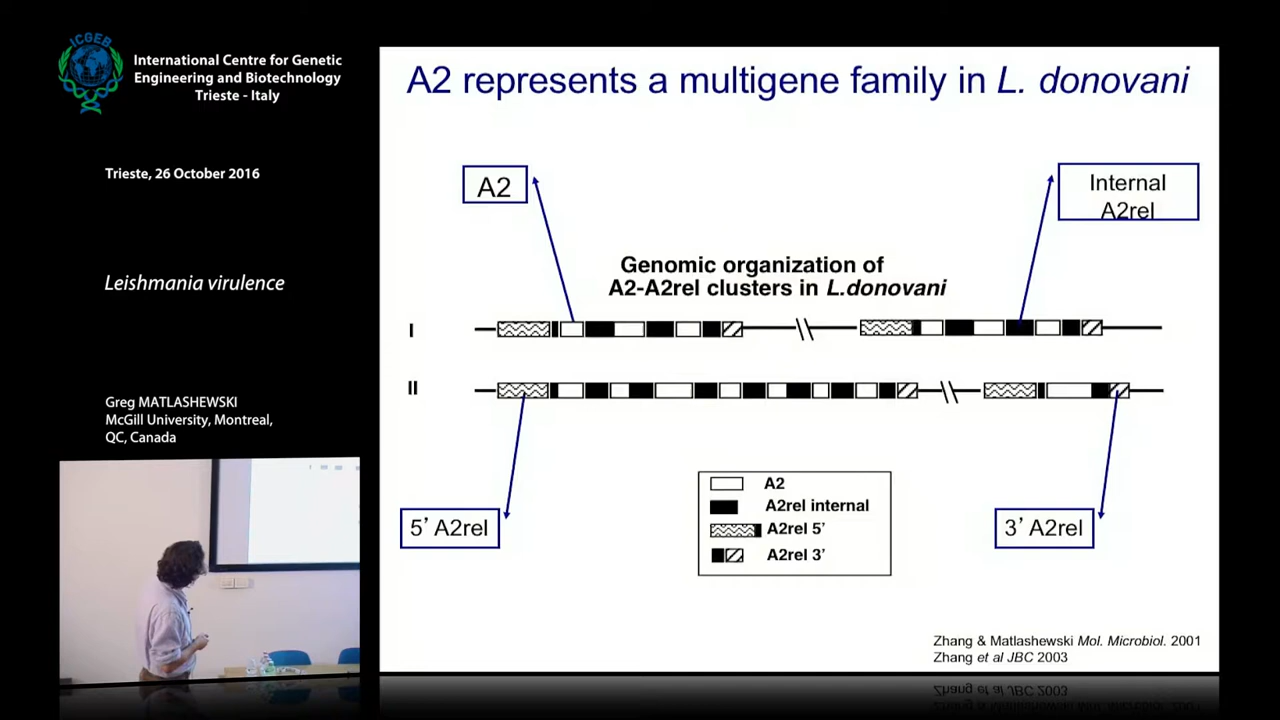 ICGEB
International Centre for Genetic
Engineering and Biotechnology
Trieste - Italy
Trieste, 26 October 2016
Leishmania virulence
Greg MATLASHEWSKI
McGill University, Montreal,
QC, Canada
A2 represents a multigene family in L. donovani
A2
Internal
A2rel
Genomic organization of
A2-A2rel clusters in L.donovani
I
II
5’ A2rel
3’ A2rel
A2
A2rel internal
A2rel 5'
A2rel 3'
Zhang & Matlashewski Mol. Microbiol. 2001
Zhang et al JBC 2003